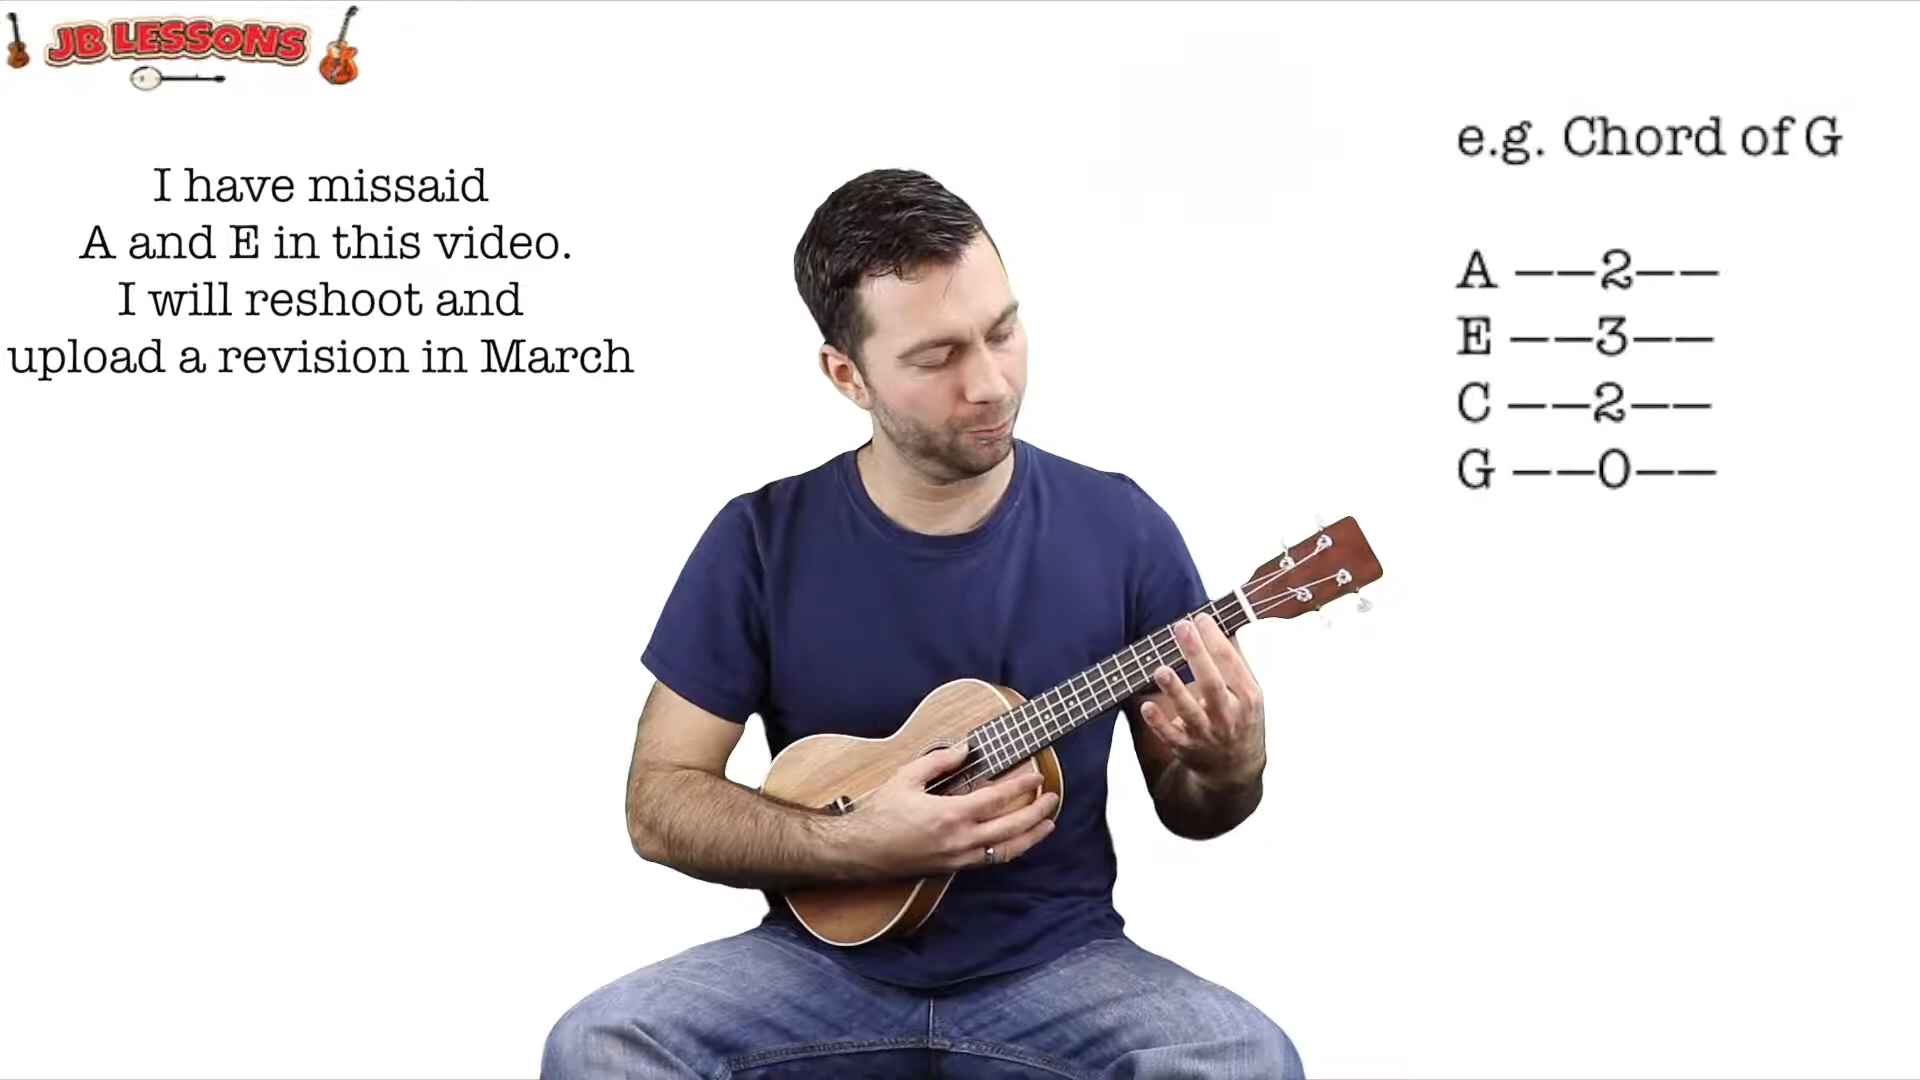 JB LESSONS
I have missaid
A and E in this video.
I will reshoot and
upload a revision in March
e.g. Chord of G
A ——2——
E ——3——
C ——2——
G ——0——